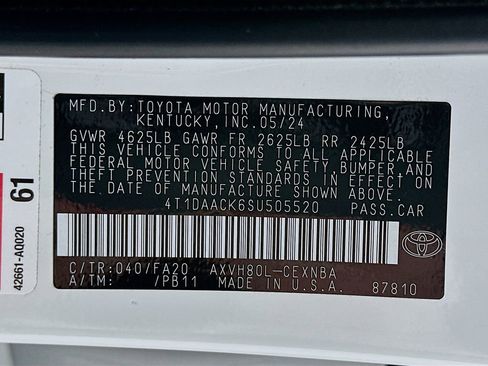 MFD.BY:TOYOTA MOTOR MANUFACTURING,
KENTUCKY, INC.05/24
GVWR 4625LB GAWR FR 2625LB RR 2425LB
THIS VEHICLE CONFORMS TO ALL APPLICABLE
FEDERAL MOTOR VEHICLE SAFETY, BUMPER, AND
THEFT PREVENTION STANDARDS IN EFFECT ON
THE DATE OF MANUFACTURE SHOWN ABOVE.
4T1DAACK6SU505520 PASS.CAR
C/TR:040/FA20 AXVH80L-CEXNBA
A/TM: /PB11 MADE IN U.S.A. 87810
61
42661-AQ020